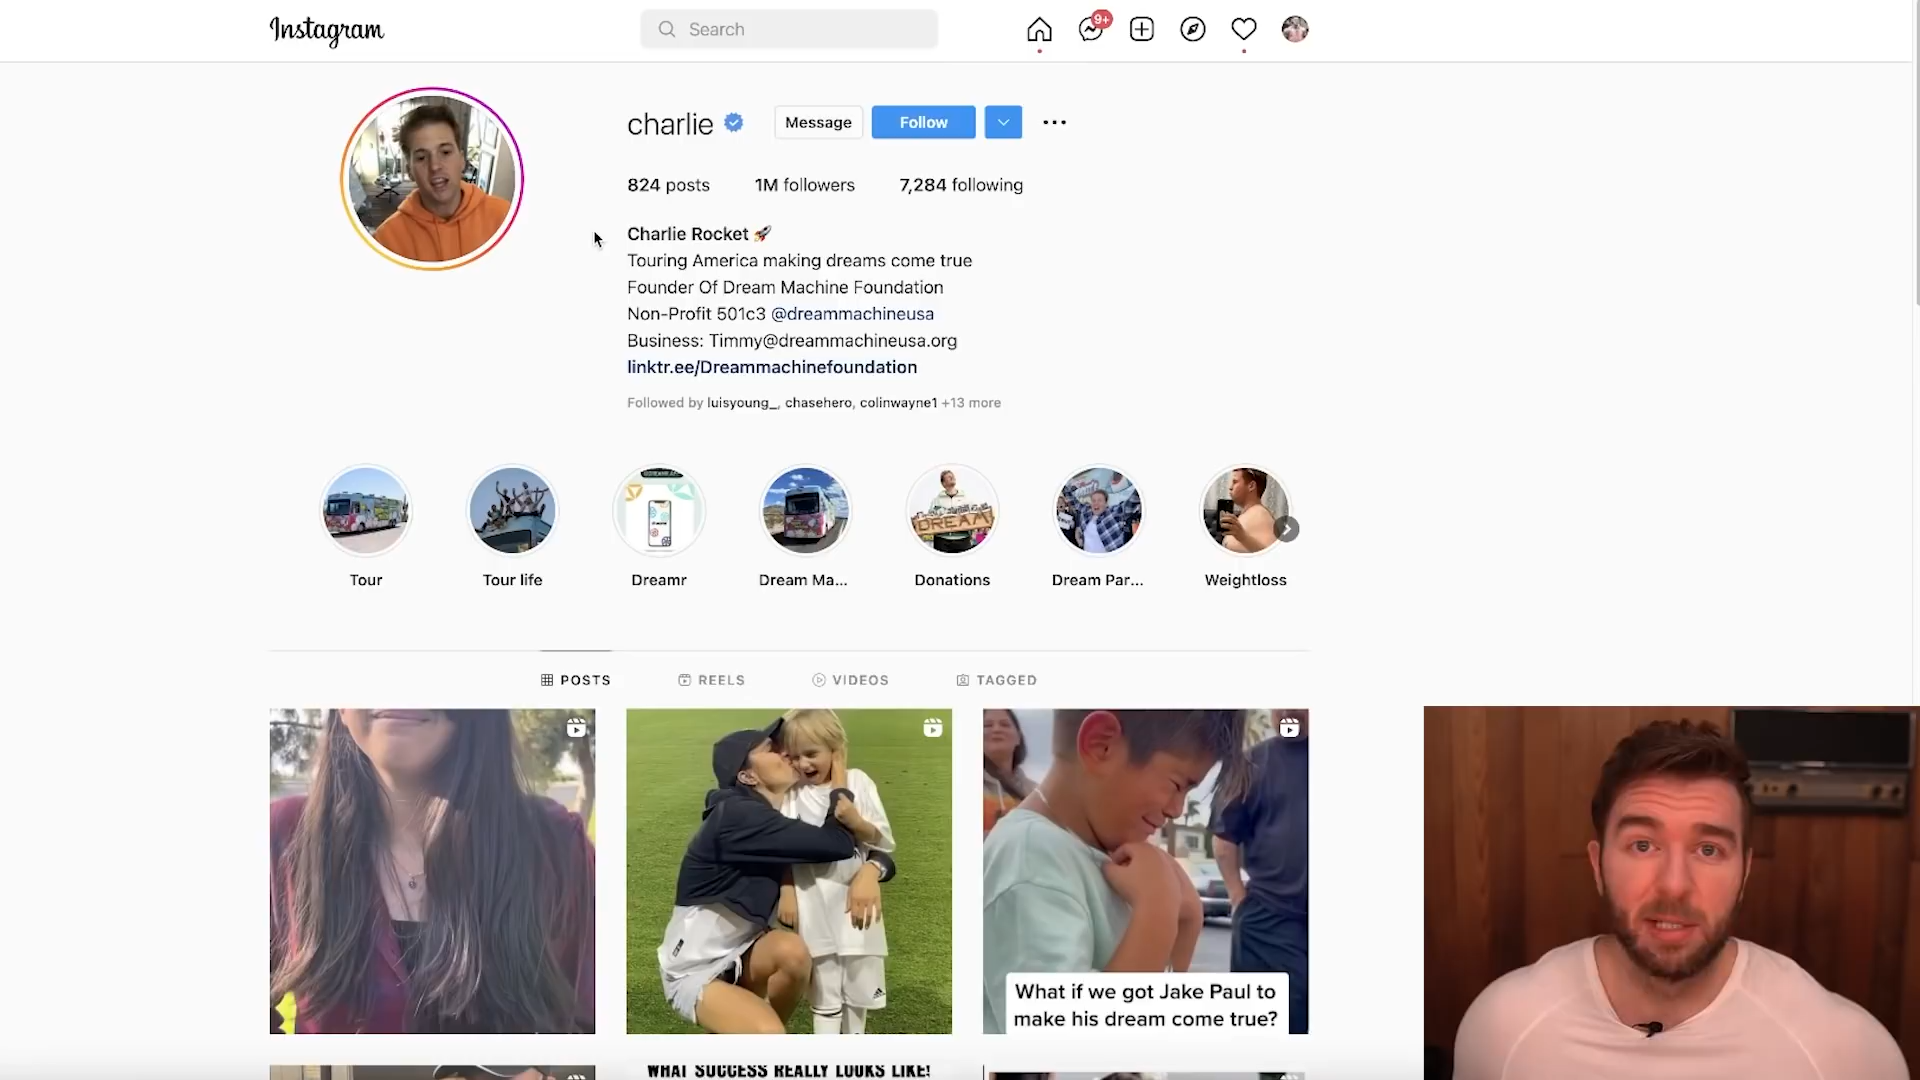 Instagram
Search
9+
charlie
Message
Follow
824 posts
1M followers
7,284 following
Charlie Rocket 🚀
Touring America making dreams come true
Founder Of Dream Machine Foundation
Non-Profit 501c3 @dreammachineusa
Business: Timmy@dreammachineusa.org
linktr.ee/Dreammachinefoundation
Followed by luisyoung_, chasehero, colinwayne1 +13 more
DREAM
Tour
Tour life
Dreamr
Dream Ma...
Donations
Dream Par...
Weightloss
POSTS
REELS
VIDEOS
TAGGED
What if we got Jake Paul to
make his dream come true?
WHAT SUCCESS REALLY LOOKS LIKE!